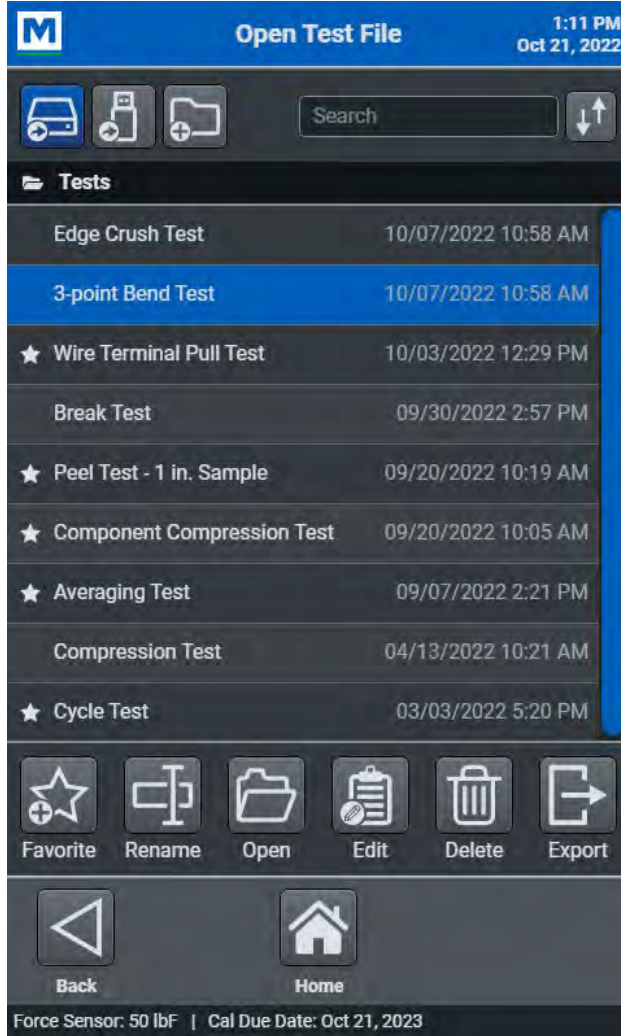 M
Open Test File
1:11 PM
Oct 21, 2022
Search
Tests
Edge Crush Test 10/07/2022 10:58 AM
3-point Bend Test 10/07/2022 10:58 AM
Wire Terminal Pull Test 10/03/2022 12:29 PM
Break Test 09/30/2022 2:57 PM
Peel Test - 1 in. Sample 09/20/2022 10:19 AM
Component Compression Test 09/20/2022 10:05 AM
Averaging Test 09/07/2022 2:21 PM
Compression Test 04/13/2022 10:21 AM
Cycle Test 03/03/2022 5:20 PM
Favorite Rename Open Edit Delete Export
Back Home
Force Sensor: 50 lbF | Cal Due Date: Oct 21, 2023